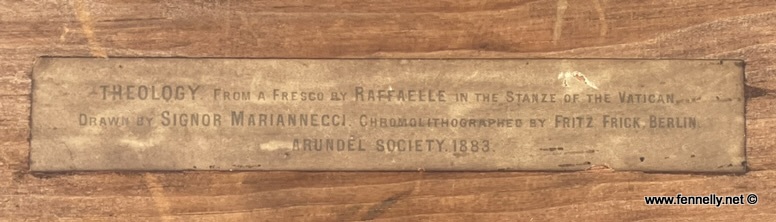 THEOLOGY FROM A FRESCO BY RAFFAELLE IN THE STANZE OF THE VATICAN,
DRAWN BY SIGNOR MARIANNECCI, CHROMOLITHOGRAPHED BY FRITZ FRICK, BERLIN.
ARUNDEL SOCIETY, 1883.
www.fennelly.net ©